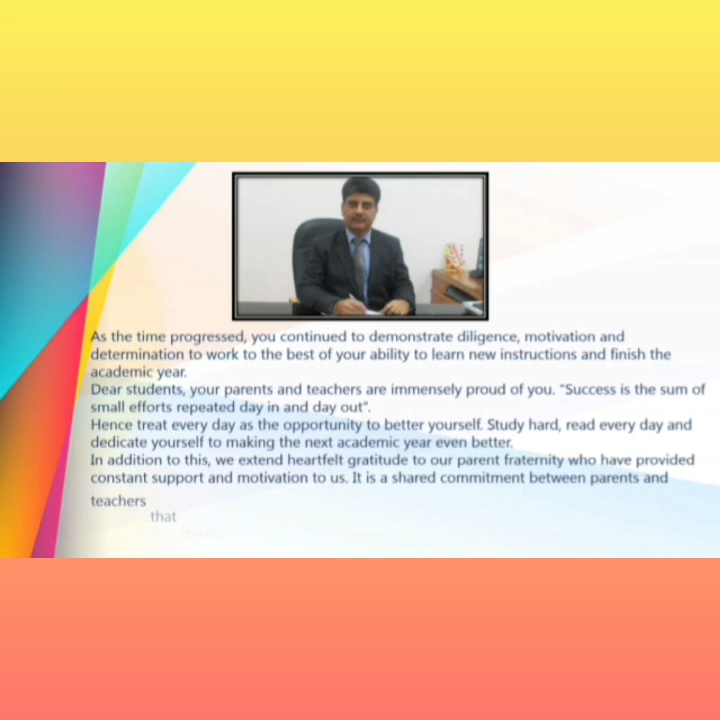 As the time progressed, you continued to demonstrate diligence, motivation and
determination to work to the best of your ability to learn new instructions and finish the
academic year.
Dear students, your parents and teachers are immensely proud of you. "Success is the sum of
small efforts repeated day in and day out".
Hence treat every day as the opportunity to better yourself. Study hard, read every day and
dedicate yourself to making the next academic year even better.
In addition to this, we extend heartfelt gratitude to our parent fraternity who have provided
constant support and motivation to us. It is a shared commitment between parents and
teachers
that